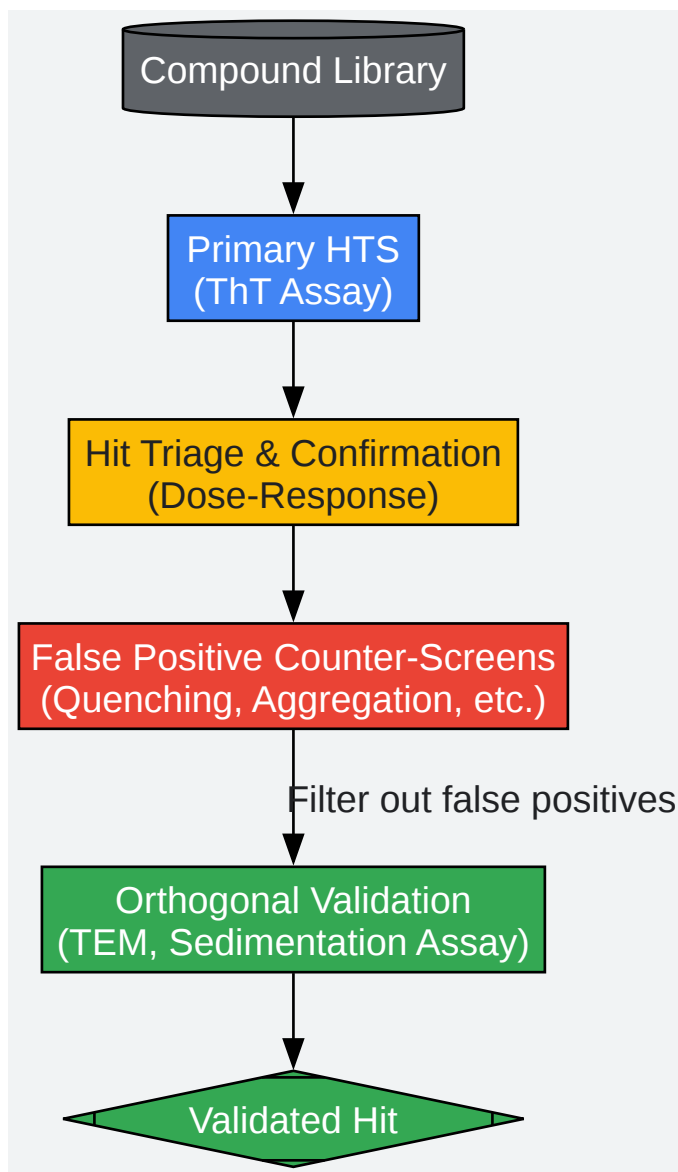 Compound Library
Primary HTS
(ThT Assay)
Hit Triage & Confirmation
(Dose-Response)
False Positive Counter-Screens
(Quenching, Aggregation, etc.)
Filter out false positives
Orthogonal Validation
(TEM, Sedimentation Assay)
Validated Hit